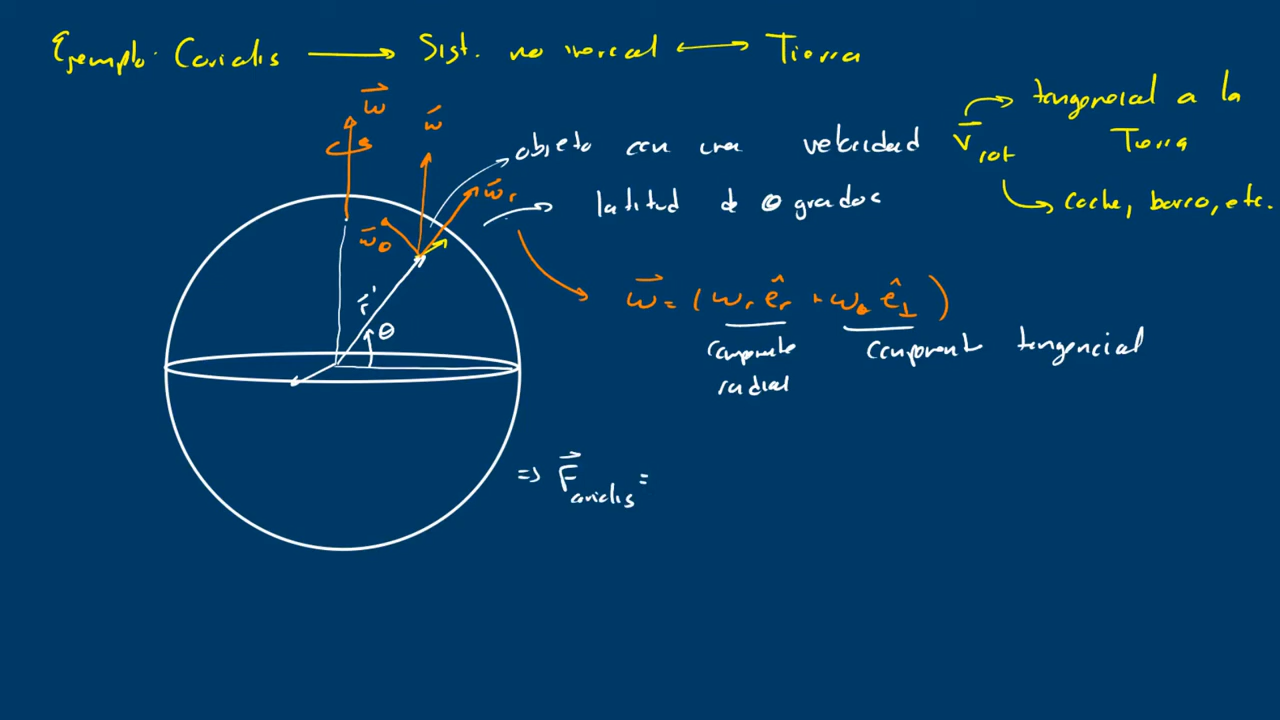 Ejemplo: Coriolis → Sist. no inercial ↔ Tierra
ω⃗
ω⃗
ω⃗r
ω⃗θ
r⃗'
θ
objeto con una velocidad v⃗rot
tangencial a la
Tierra
coche, barco, etc.
latitud de θ grados
ω⃗ = (ωr êr + ωθ ê⊥)
componente
radial
componente tangencial
⇒ F⃗coriolis =